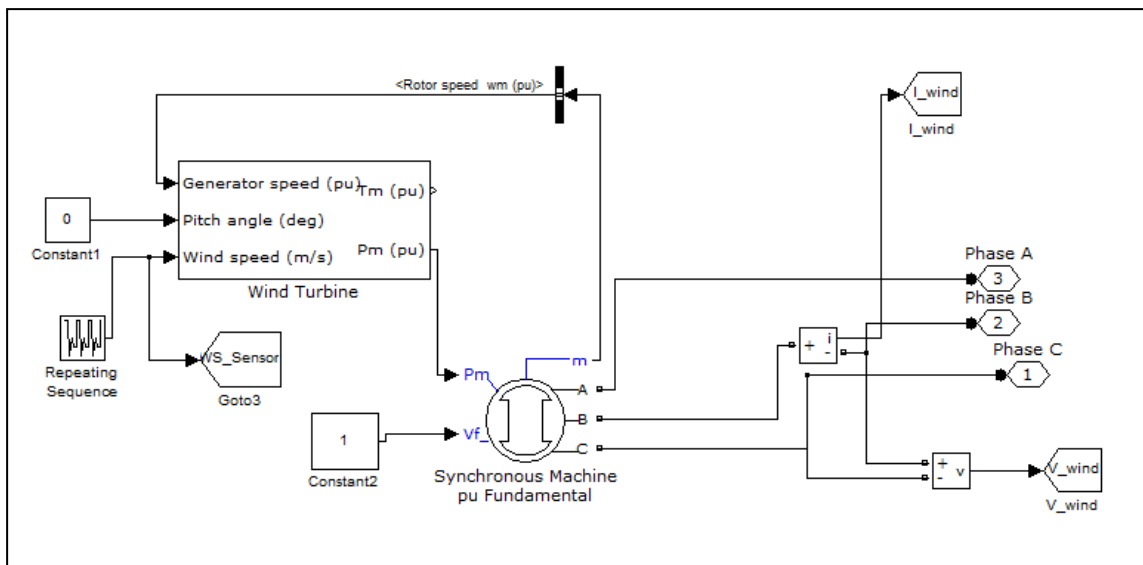 <Rotor speed wm (pu)>
I_wind
I_wind
Generator speed (pu)
Tm (pu)
0
Pitch angle (deg)
Constant1
Wind speed (m/s)
Pm (pu)
Wind Turbine
Phase A
3
Phase B
2
i
+
-
Phase C
1
WS_Sensor
Repeating
Sequence
Goto3
m
Pm
A
B
C
1
Vf_
Constant2
Synchronous Machine
pu Fundamental
+
-
v
V_wind
V_wind